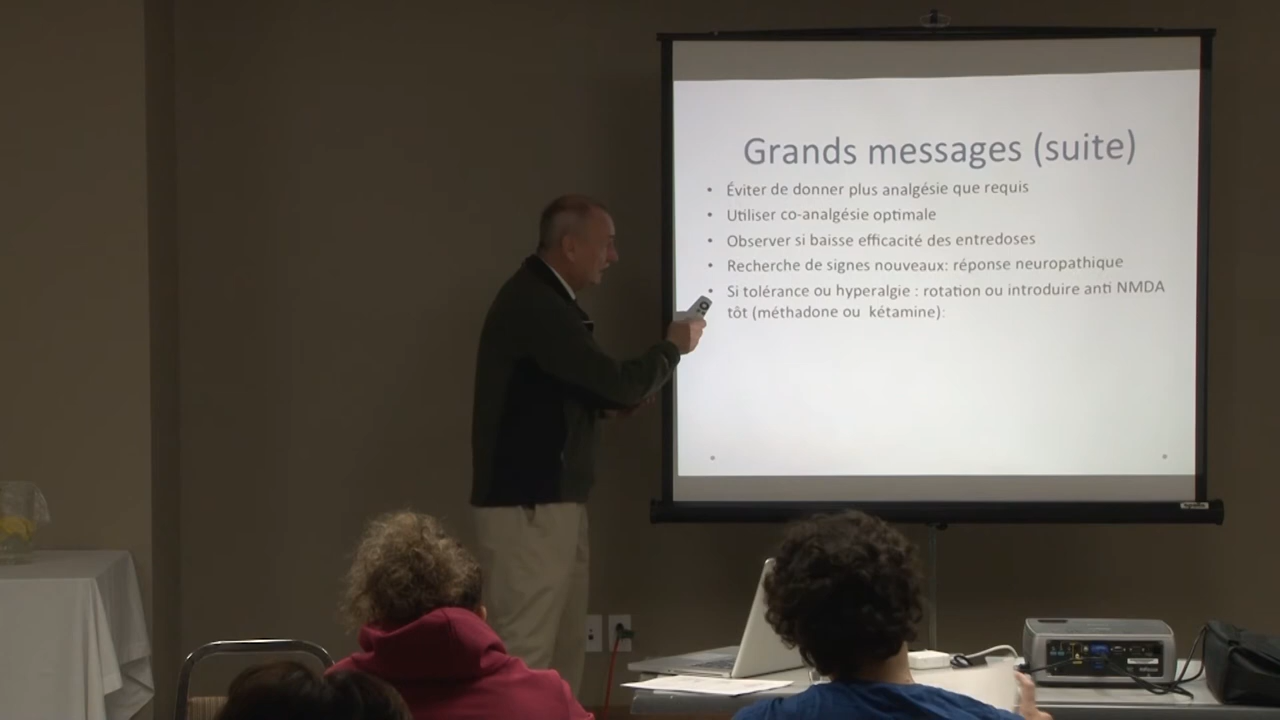 Grands messages (suite)
• Éviter de donner plus analgésie que requis
• Utiliser co-analgésie optimale
• Observer si baisse efficacité des entredoses
• Recherche de signes nouveaux: réponse neuropathique
• Si tolérance ou hyperalgie : rotation ou introduire anti NMDA
tôt (méthadone ou kétamine):